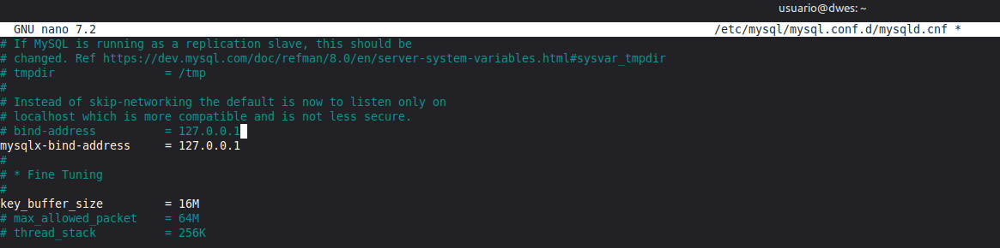 usuario@dwes: ~
GNU nano 7.2 /etc/mysql/mysql.conf.d/mysqld.cnf *
# If MySQL is running as a replication slave, this should be
# changed. Ref https://dev.mysql.com/doc/refman/8.0/en/server-system-variables.html#sysvar_tmpdir
# tmpdir = /tmp
#
# Instead of skip-networking the default is now to listen only on
# localhost which is more compatible and is not less secure.
# bind-address = 127.0.0.1
mysqlx-bind-address = 127.0.0.1
#
# * Fine Tuning
#
key_buffer_size = 16M
# max_allowed_packet = 64M
# thread_stack = 256K